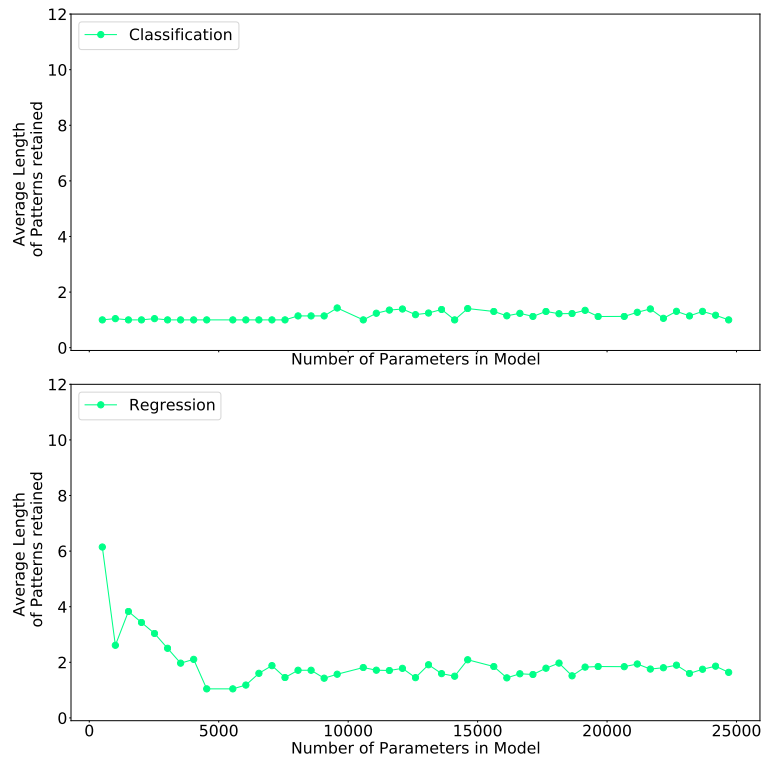 12
Classification
10
8
6
4
2
0
Average Length
of Patterns retained
Number of Parameters in Model
12
Regression
10
8
6
4
2
0
Average Length
of Patterns retained
0 5000 10000 15000 20000 25000
Number of Parameters in Model